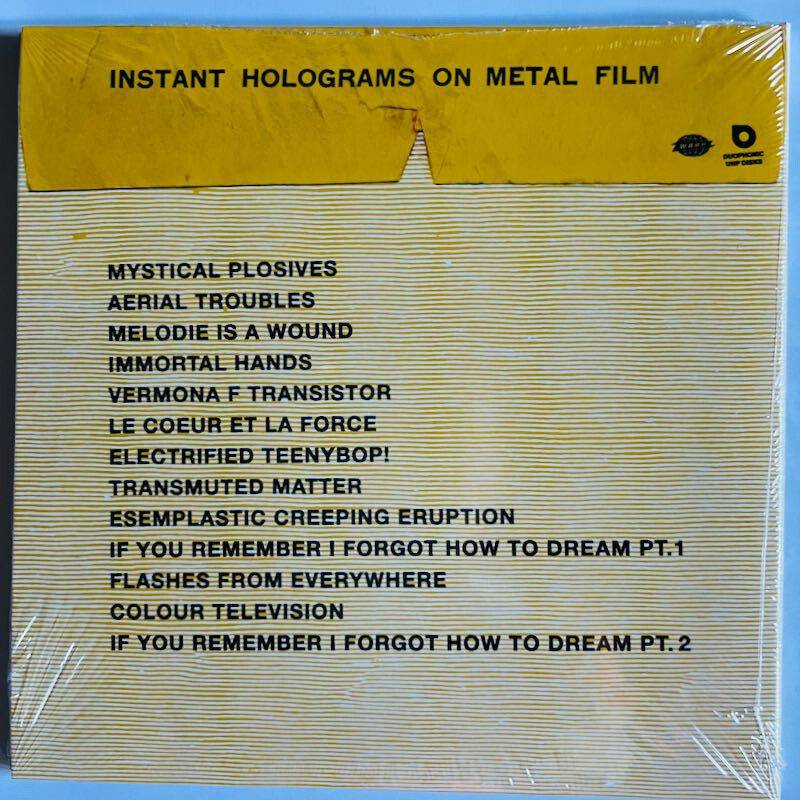 INSTANT HOLOGRAMS ON METAL FILM
WARP
DUOPHONIC
UHF DISKS
MYSTICAL PLOSIVES
AERIAL TROUBLES
MELODIE IS A WOUND
IMMORTAL HANDS
VERMONA F TRANSISTOR
LE COEUR ET LA FORCE
ELECTRIFIED TEENYBOP!
TRANSMUTED MATTER
ESEMPLASTIC CREEPING ERUPTION
IF YOU REMEMBER I FORGOT HOW TO DREAM PT.1
FLASHES FROM EVERYWHERE
COLOUR TELEVISION
IF YOU REMEMBER I FORGOT HOW TO DREAM PT. 2